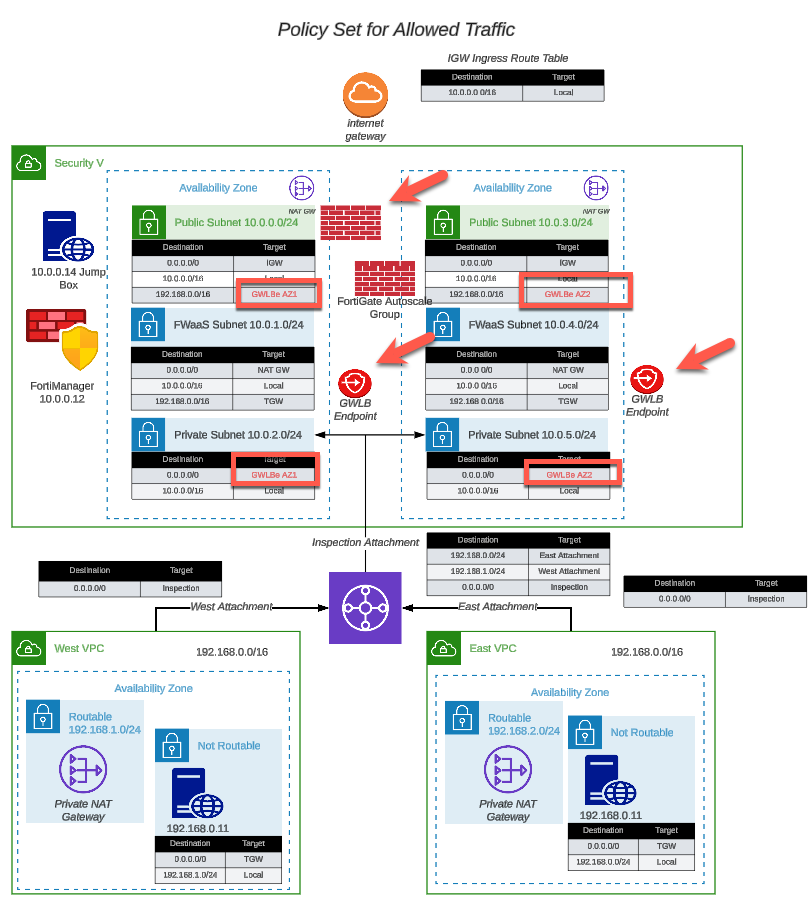 Policy Set for Allowed Traffic
IGW Ingress Route Table
Destination Target
10.0.0.0.0/16 Local
internet
gateway
Security V
Availability Zone
NAT GW
Public Subnet 10.0.0.0/24
Destination Target
0.0.0.0/0 IGW
10.0.0.0/16 Local
192.168.0.0/16 GWLBe AZ1
FWaaS Subnet 10.0.1.0/24
Destination Target
0.0.0.0/0 NAT GW
10.0.0.0/16 Local
192.168.0.0/16 TGW
Private Subnet 10.0.2.0/24
Destination Target
0.0.0.0/0 GWLBe AZ1
10.0.0.0/16 Local
10.0.0.14 Jump
Box
FortiManager
10.0.0.12
FortiGate Autoscale
Group
GWLB
Endpoint
Availability Zone
NAT GW
Public Subnet 10.0.3.0/24
Destination Target
0.0.0.0/0 IGW
10.0.0.0/16 Local
192.168.0.0/16 GWLBe AZ2
FWaaS Subnet 10.0.4.0/24
Destination Target
0.0.0.0/0 NAT GW
10.0.0.0/16 Local
192.168.0.0/16 TGW
Private Subnet 10.0.5.0/24
Destination Target
0.0.0.0/0 GWLBe AZ2
10.0.0.0/16 Local
GWLB
Endpoint
Inspection Attachment
Destination Target
192.168.0.0/24 East Attachment
192.168.1.0/24 West Attachment
0.0.0.0/0 Inspection
Destination Target
0.0.0.0/0 Inspection
Destination Target
0.0.0.0/0 Inspection
West Attachment
East Attachment
West VPC
192.168.0.0/16
Availability Zone
Routable
192.168.1.0/24
Private NAT
Gateway
Not Routable
192.168.0.11
Destination Target
0.0.0.0/0 TGW
192.168.1.0/24 Local
East VPC
192.168.0.0/16
Availability Zone
Routable
192.168.2.0/24
Private NAT
Gateway
Not Routable
192.168.0.11
Destination Target
0.0.0.0/0 TGW
192.168.0.0/24 Local